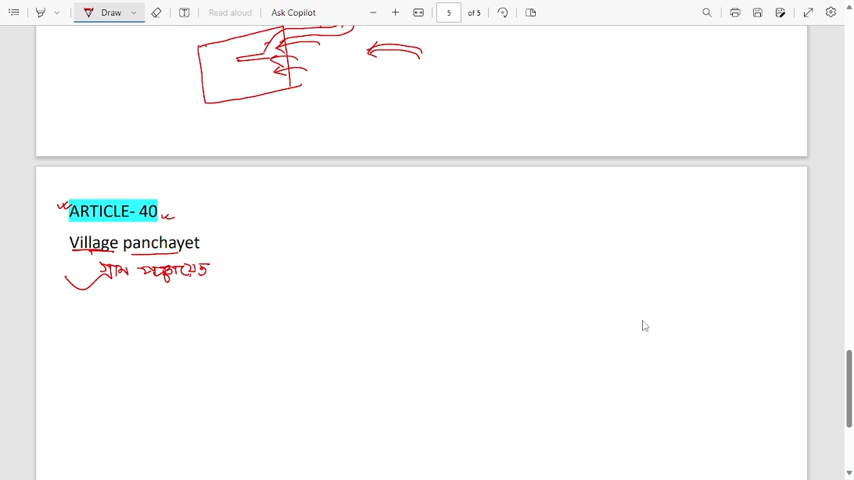 Draw
Read aloud
Ask Copilot
5 of 5
ARTICLE- 40
Village panchayet
গ্রাম পঞ্চায়েত